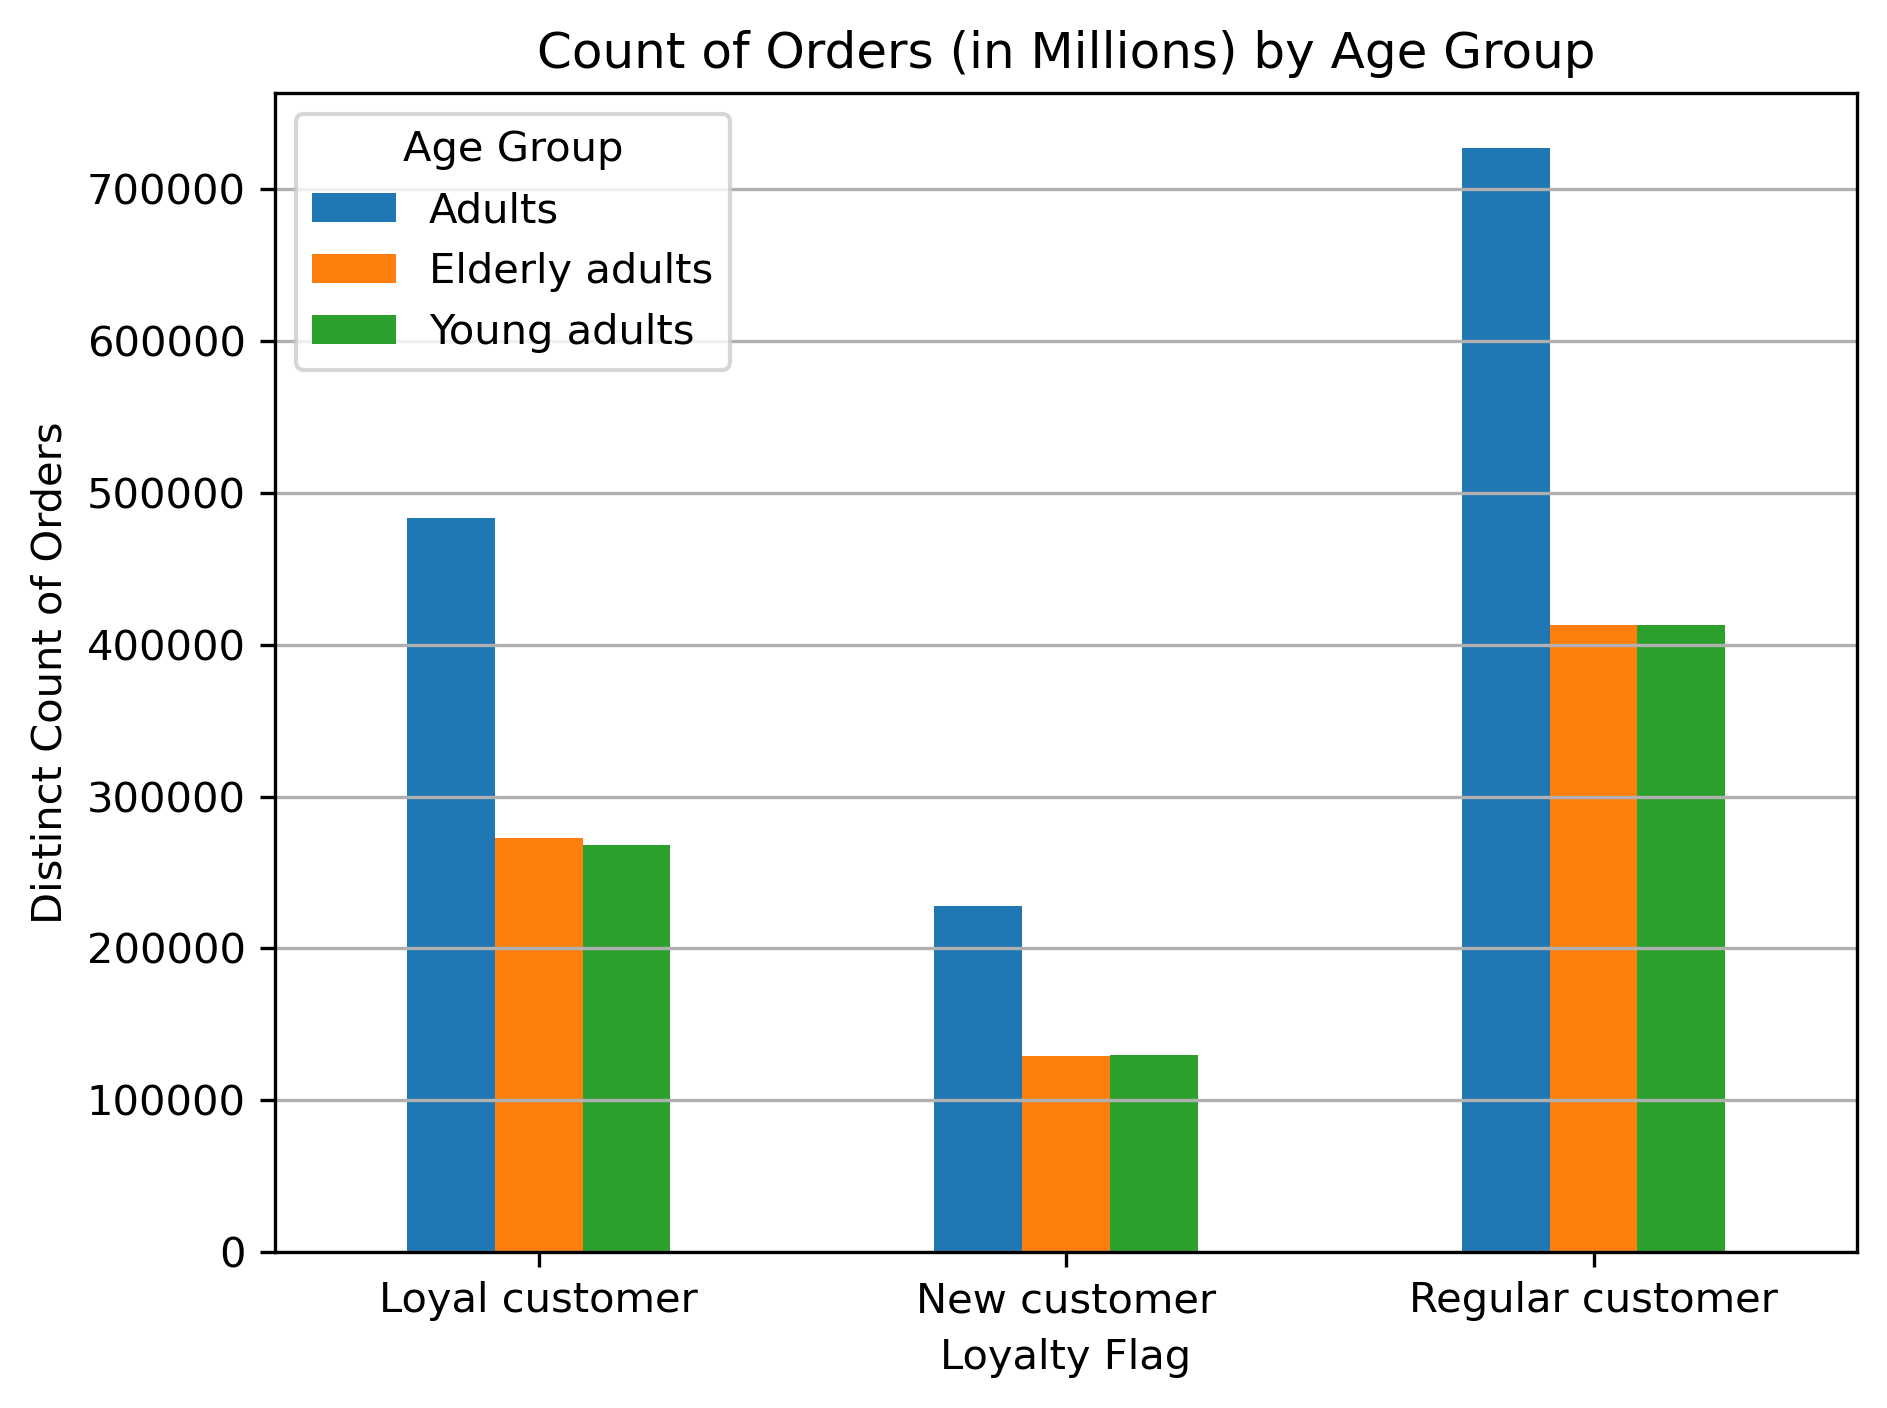 Count of Orders (in Millions) by Age Group
Age Group
Adults
Elderly adults
Young adults
Distinct Count of Orders
700000
600000
500000
400000
300000
200000
100000
0
Loyal customer
New customer
Regular customer
Loyalty Flag